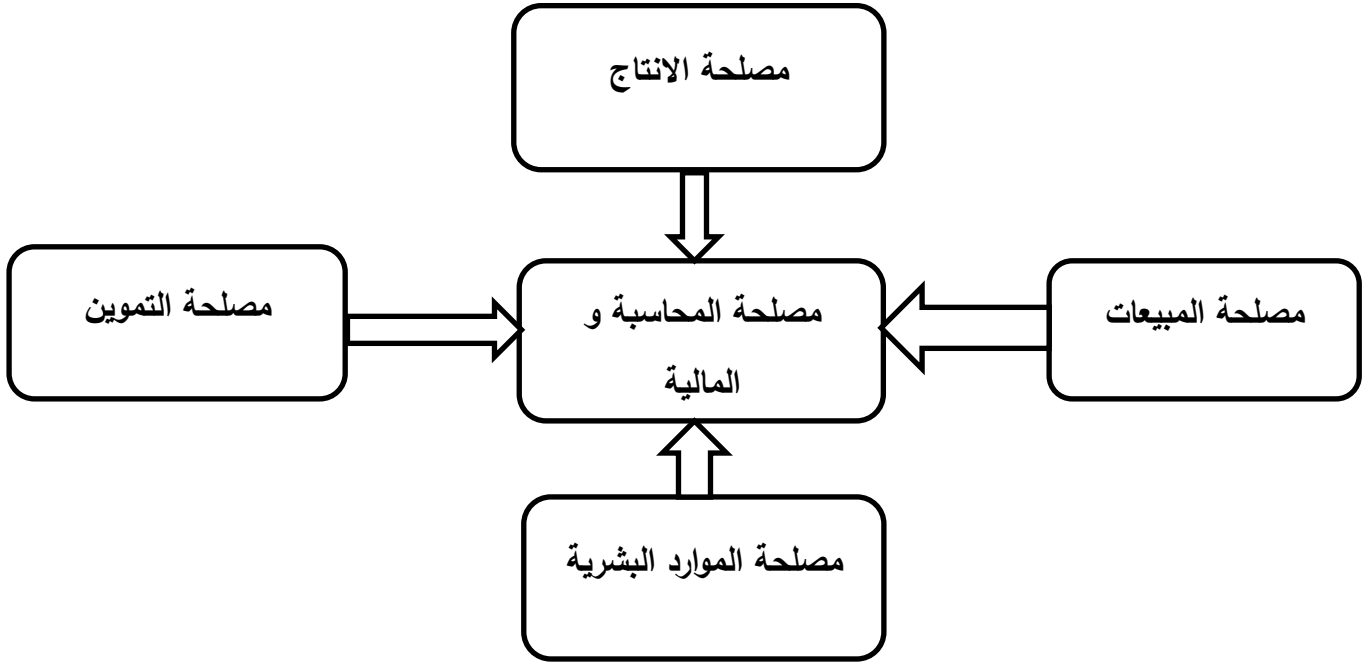 مصلحة الانتاج
مصلحة المبيعات
مصلحة المحاسبة و
المالية
مصلحة التموين
مصلحة الموارد البشرية